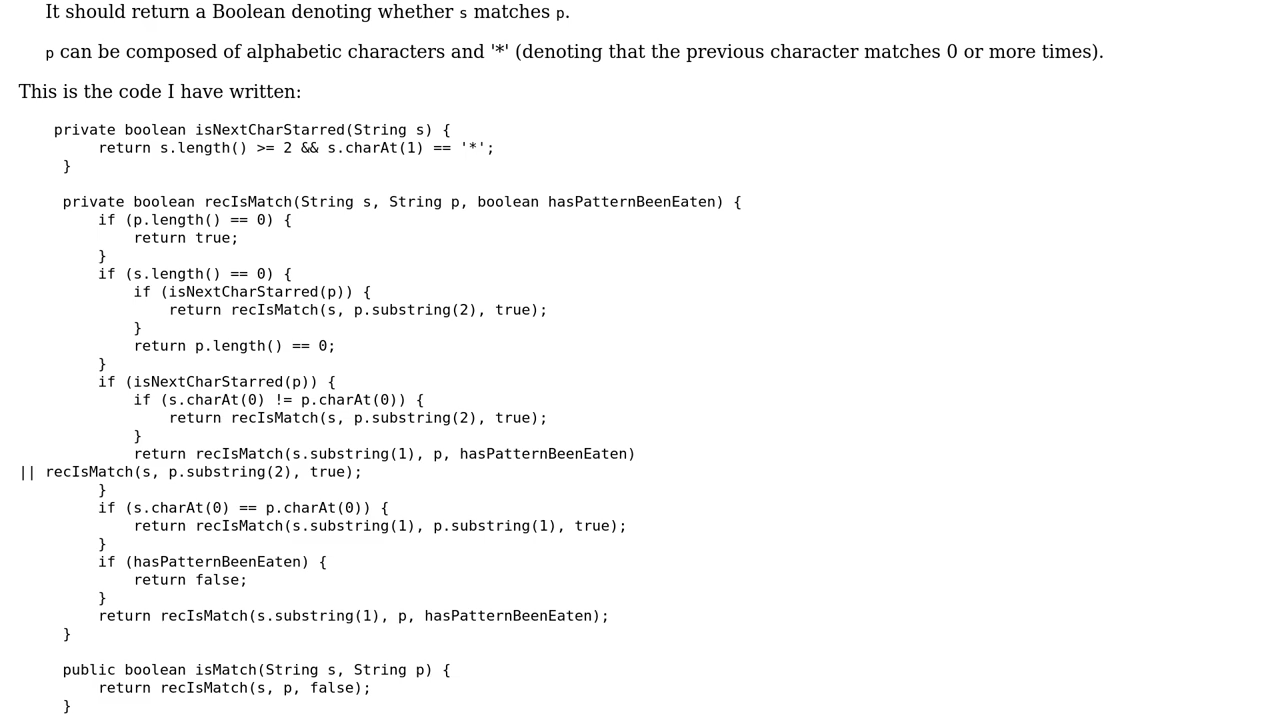 It should return a Boolean denoting whether s matches p.
p can be composed of alphabetic characters and '*' (denoting that the previous character matches 0 or more times).
This is the code I have written:
private boolean isNextCharStarred(String s) {
return s.length() >= 2 && s.charAt(1) == '*';
}
private boolean recIsMatch(String s, String p, boolean hasPatternBeenEaten) {
if (p.length() == 0) {
return true;
}
if (s.length() == 0) {
if (isNextCharStarred(p)) {
return recIsMatch(s, p.substring(2), true);
}
return p.length() == 0;
}
if (isNextCharStarred(p)) {
if (s.charAt(0) != p.charAt(0)) {
return recIsMatch(s, p.substring(2), true);
}
return recIsMatch(s.substring(1), p, hasPatternBeenEaten)
|| recIsMatch(s, p.substring(2), true);
}
if (s.charAt(0) == p.charAt(0)) {
return recIsMatch(s.substring(1), p.substring(1), true);
}
if (hasPatternBeenEaten) {
return false;
}
return recIsMatch(s.substring(1), p, hasPatternBeenEaten);
}
public boolean isMatch(String s, String p) {
return recIsMatch(s, p, false);
}